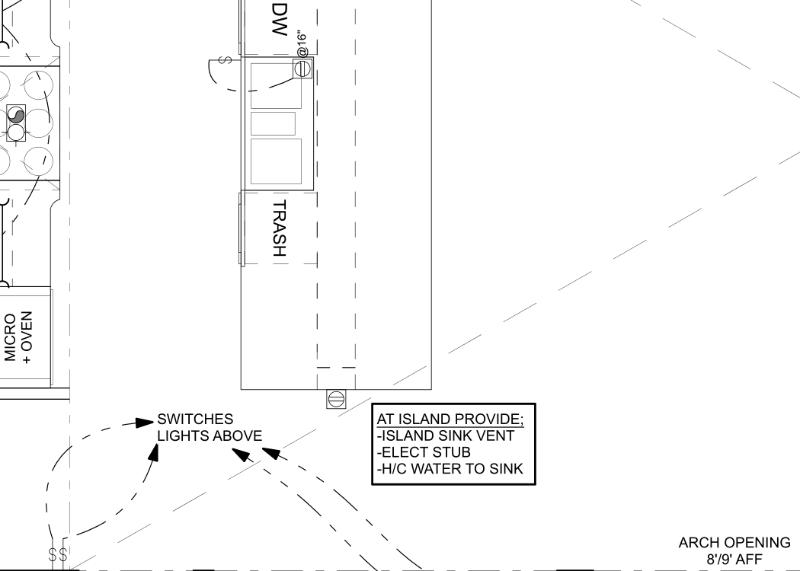 DW
@16"
S
TRASH
MICRO
+ OVEN
SWITCHES
LIGHTS ABOVE
AT ISLAND PROVIDE;
-ISLAND SINK VENT
-ELECT STUB
-H/C WATER TO SINK
SS
ARCH OPENING
8'/9' AFF